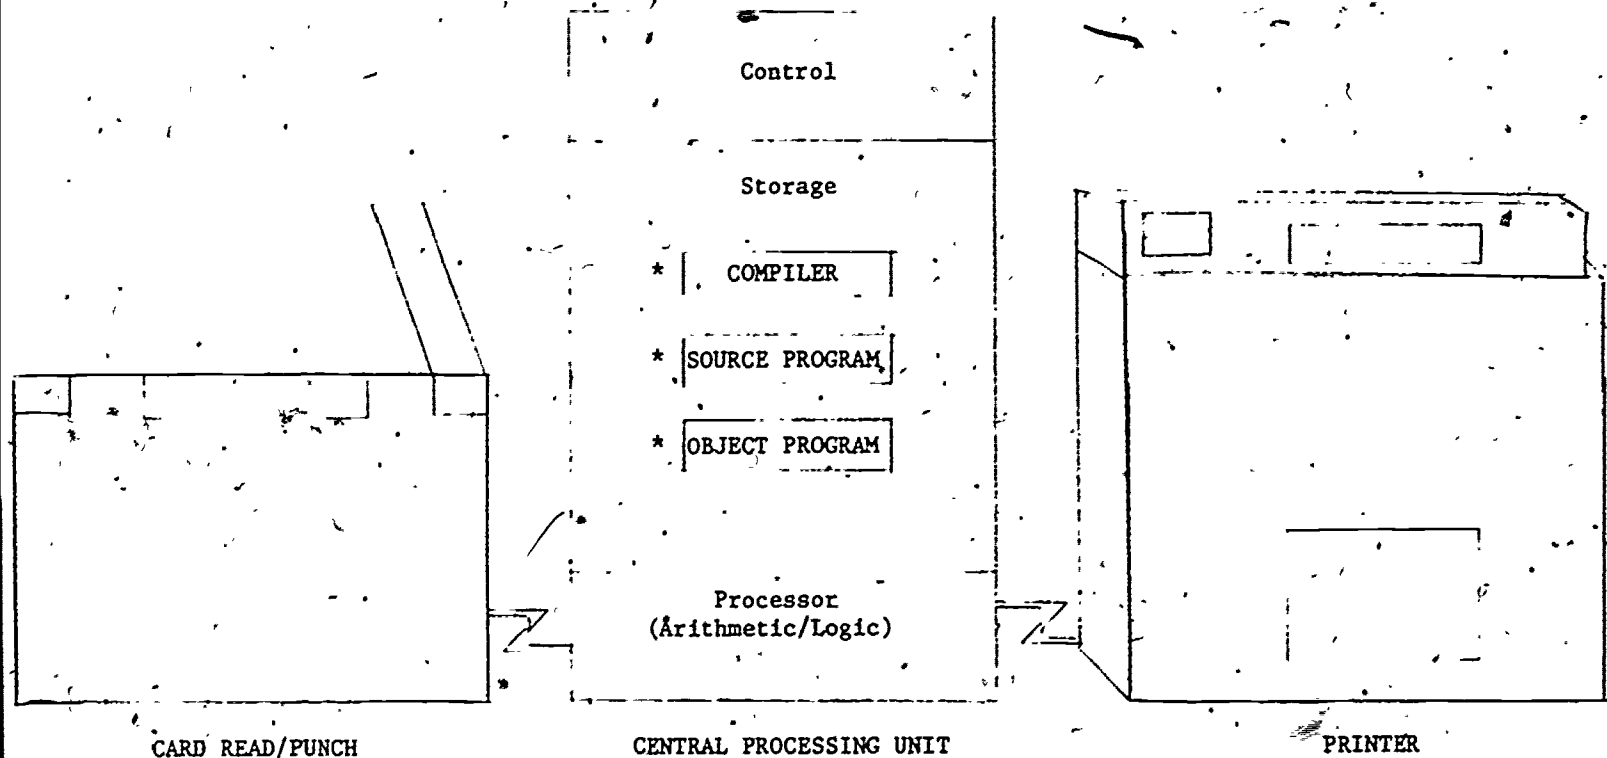 Control
Storage
* COMPILER
* SOURCE PROGRAM
* OBJECT PROGRAM
Processor
(Arithmetic/Logic)
CARD READ/PUNCH
CENTRAL PROCESSING UNIT
PRINTER